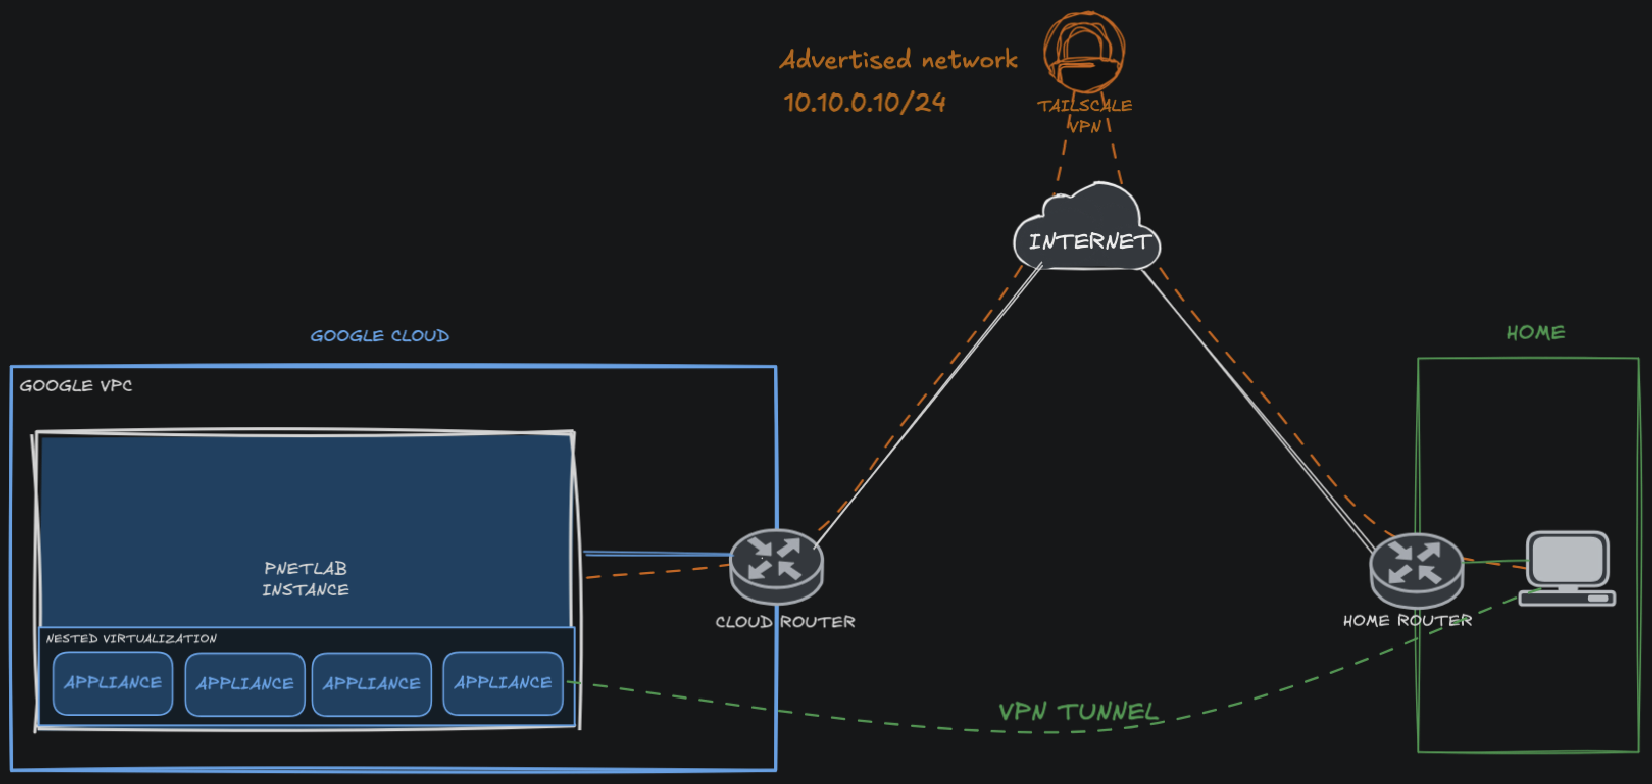 Advertised network
10.10.0.10/24
TAILSCALE
VPN
INTERNET
GOOGLE CLOUD
HOME
GOOGLE VPC
PNETLAB
INSTANCE
CLOUD ROUTER
HOME ROUTER
NESTED VIRTUALIZATION
APPLIANCE
APPLIANCE
APPLIANCE
APPLIANCE
VPN TUNNEL